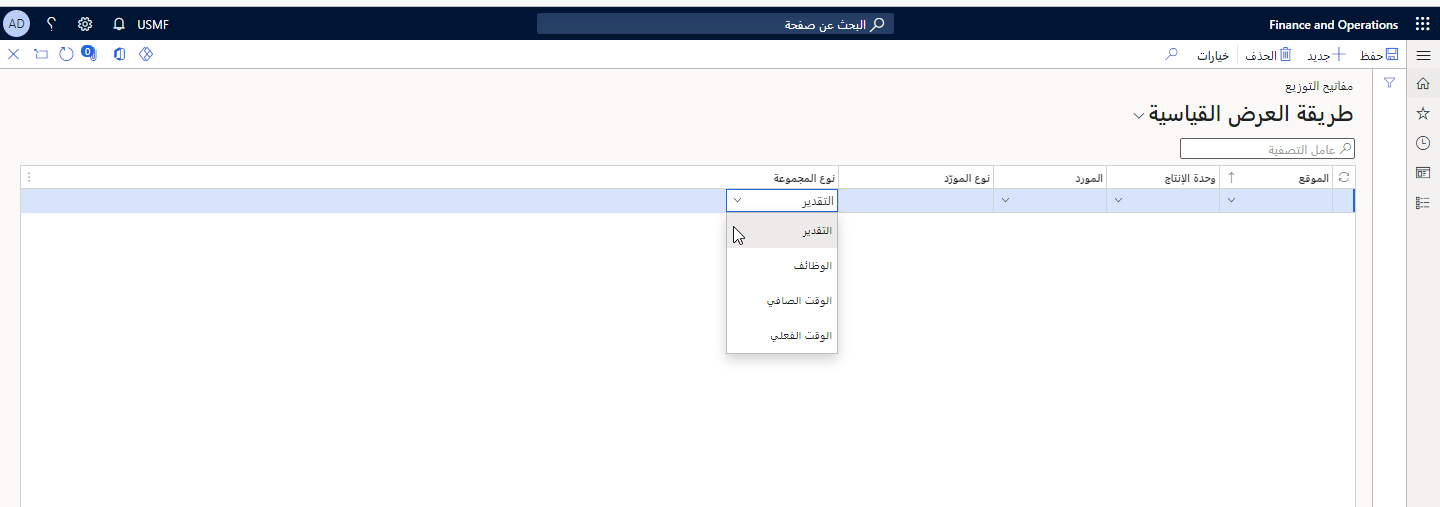 Finance and Operations
البحث عن صفحة
USMF
؟
AD
حفظ
جديد
الحذف
خيارات
0
مفاتيح التوزيع
طريقة العرض القياسية
عامل التصفية
الموقع
وحدة الإنتاج
المورد
نوع المورّد
نوع المجموعة
التقدير
التقدير
الوظائف
الوقت الصافي
الوقت الفعلي